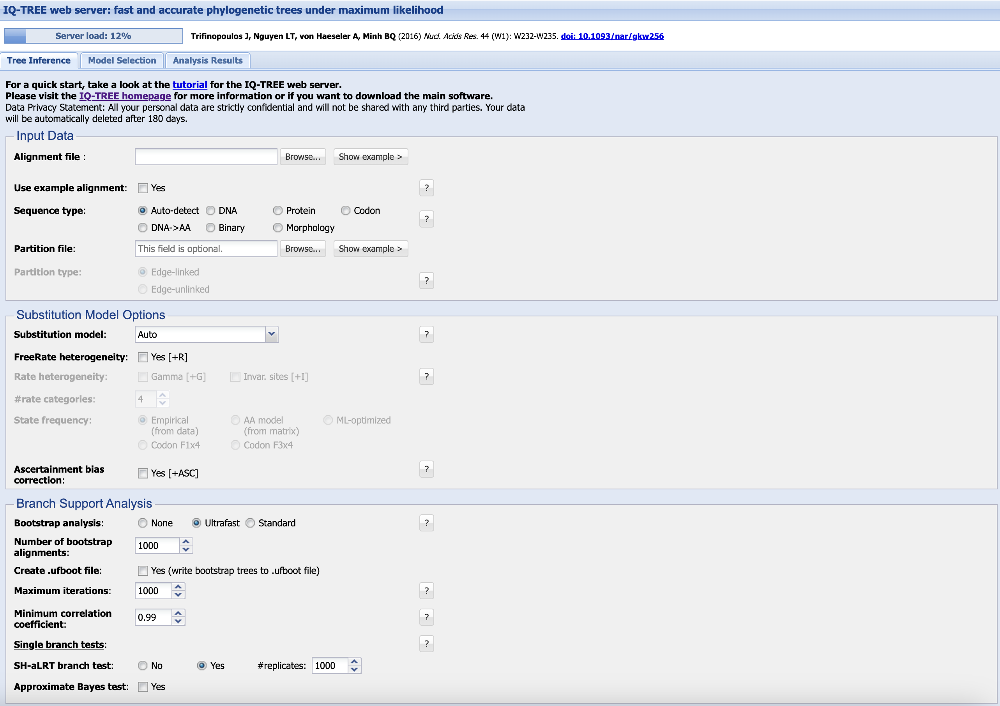 IQ-TREE web server: fast and accurate phylogenetic trees under maximum likelihood
Server load: 12% Trifinopoulos J, Nguyen LT, von Haeseler A, Minh BQ (2016) Nucl. Acids Res. 44 (W1): W232-W235. doi: 10.1093/nar/gkw256
Tree Inference Model Selection Analysis Results
For a quick start, take a look at the tutorial for the IQ-TREE web server.
Please visit the IQ-TREE homepage for more information or if you want to download the main software.
Data Privacy Statement: All your personal data are strictly confidential and will not be shared with any third parties. Your data
will be automatically deleted after 180 days.
Input Data
Alignment file : Browse... Show example >
Use example alignment: Yes ?
Sequence type: Auto-detect DNA Protein Codon ?
DNA->AA Binary Morphology
Partition file: This field is optional. Browse... Show example >
Partition type: Edge-linked ?
Edge-unlinked
Substitution Model Options
Substitution model: Auto ?
FreeRate heterogeneity: Yes [+R]
Rate heterogeneity: Gamma [+G] Invar. sites [+I] ?
#rate categories: 4
State frequency: Empirical AA model ML-optimized
(from data) (from matrix)
Codon F1x4 Codon F3x4
Ascertainment bias
correction: Yes [+ASC] ?
Branch Support Analysis
Bootstrap analysis: None Ultrafast Standard ?
Number of bootstrap
alignments: 1000
Create .ufboot file: Yes (write bootstrap trees to .ufboot file)
Maximum iterations: 1000 ?
Minimum correlation
coefficient: 0.99 ?
Single branch tests: ?
SH-aLRT branch test: No Yes #replicates: 1000
Approximate Bayes test: Yes